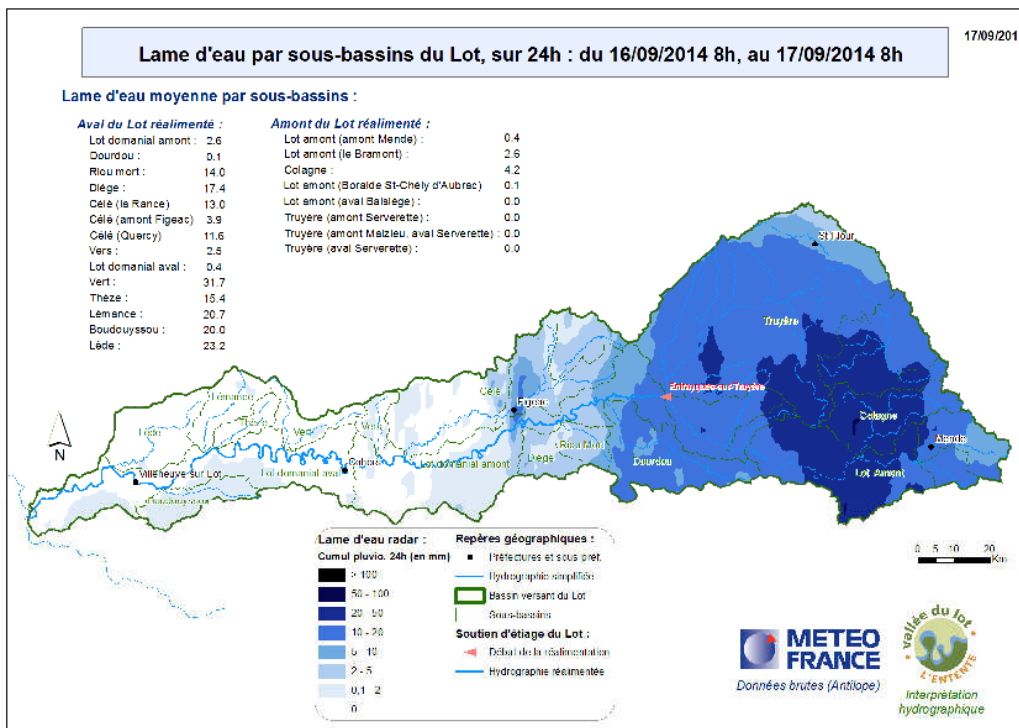 17/09/201
Lame d'eau par sous-bassins du Lot, sur 24h : du 16/09/2014 8h, au 17/09/2014 8h
Lame d'eau moyenne par sous-bassins :
Aval du Lot réalimenté :
Lot domanial amont : 2.6
Dourdou : 0.1
Riou mort : 14.0
Diège : 17.4
Célé (la Rance) 13.0
Célé (amont Figeac) 3.9
Célé (Quercy) 11.6
Vers : 2.5
Lot domanial aval : 0.4
Vert : 31.7
Thèze : 15.4
Lémance : 20.7
Boudouyssou : 20.0
Lède : 23.2
Amont du Lot réalimenté :
Lot amont (amont Mende) : 0.4
Lot amont (le Bramont) : 2.6
Colagne : 4.2
Lot amont (Boralde St-Chély d'Aubrac) 0.1
Lot amont (aval Balsiège) : 0.0
Truyère (amont Serverette) : 0.0
Truyère (amont Malzieu, aval Serverette) : 0.0
Truyère (aval Serverette) : 0.0
St Flour
Truyère
Entraygues-sur-Truyère
Colagne
Mende
Lot Amont
Dourdou
Célé
Figeac
Riou Mort
Diège
Lot domanial amont
Lémance
Thèze
Lède
Vert
Vert
Cahors
Lot domanial aval
Villeneuve-sur-Lot
Boudouyssou
N
Lame d'eau radar :
Cumul pluvio. 24h (en mm)
> 100
50 - 100
20 - 50
10 - 20
5 - 10
2 - 5
0,1 - 2
0
Repères géographiques :
Préfectures et sous préf.
Hydrographie simplifiée
Bassin versant du Lot
Sous-bassins
Soutien d'étiage du Lot :
Début de la réalimentation
Hydrographie réalimentée
0 5 10 20
Km
METEO
FRANCE
Données brutes (Antilope)
vallée du lot
L'ENTENTE
Interprétation
hydrographique